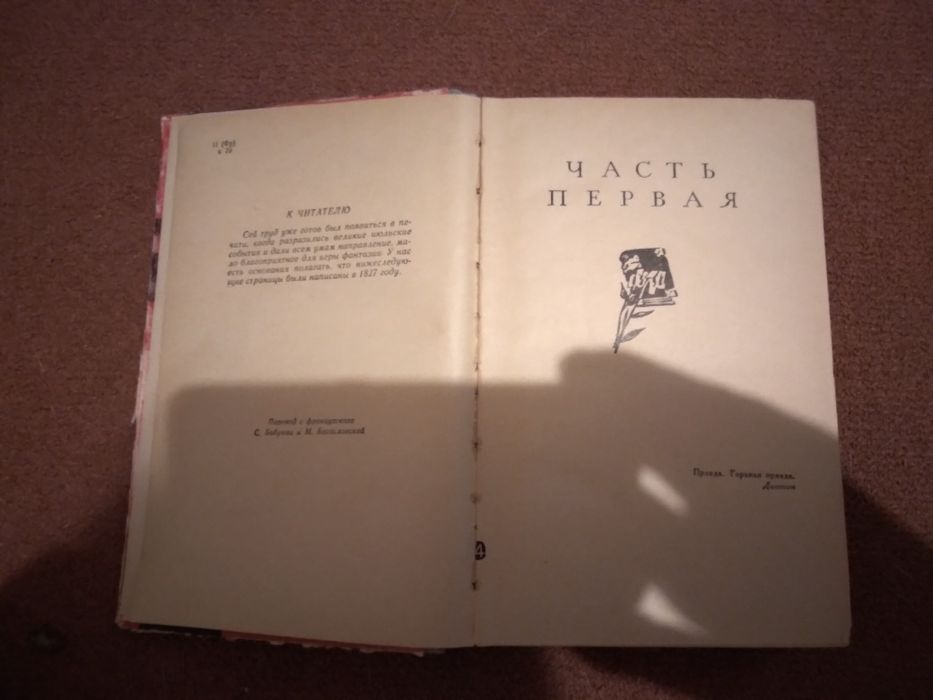 К ЧИТАТЕЛЮ
Сей труд уже готов был появиться в пе-
чати, когда разразились великие июльские
события и дали всем умам направление, ма-
ло благоприятное для игры фантазии. У нас
есть основания полагать, что нижеследую-
щие страницы были написаны в 1827 году.
Перевод с французского
С. Боброва и М. Богословской
ЧАСТЬ
ПЕРВАЯ
Правда. Горькая правда.
Дантон
4